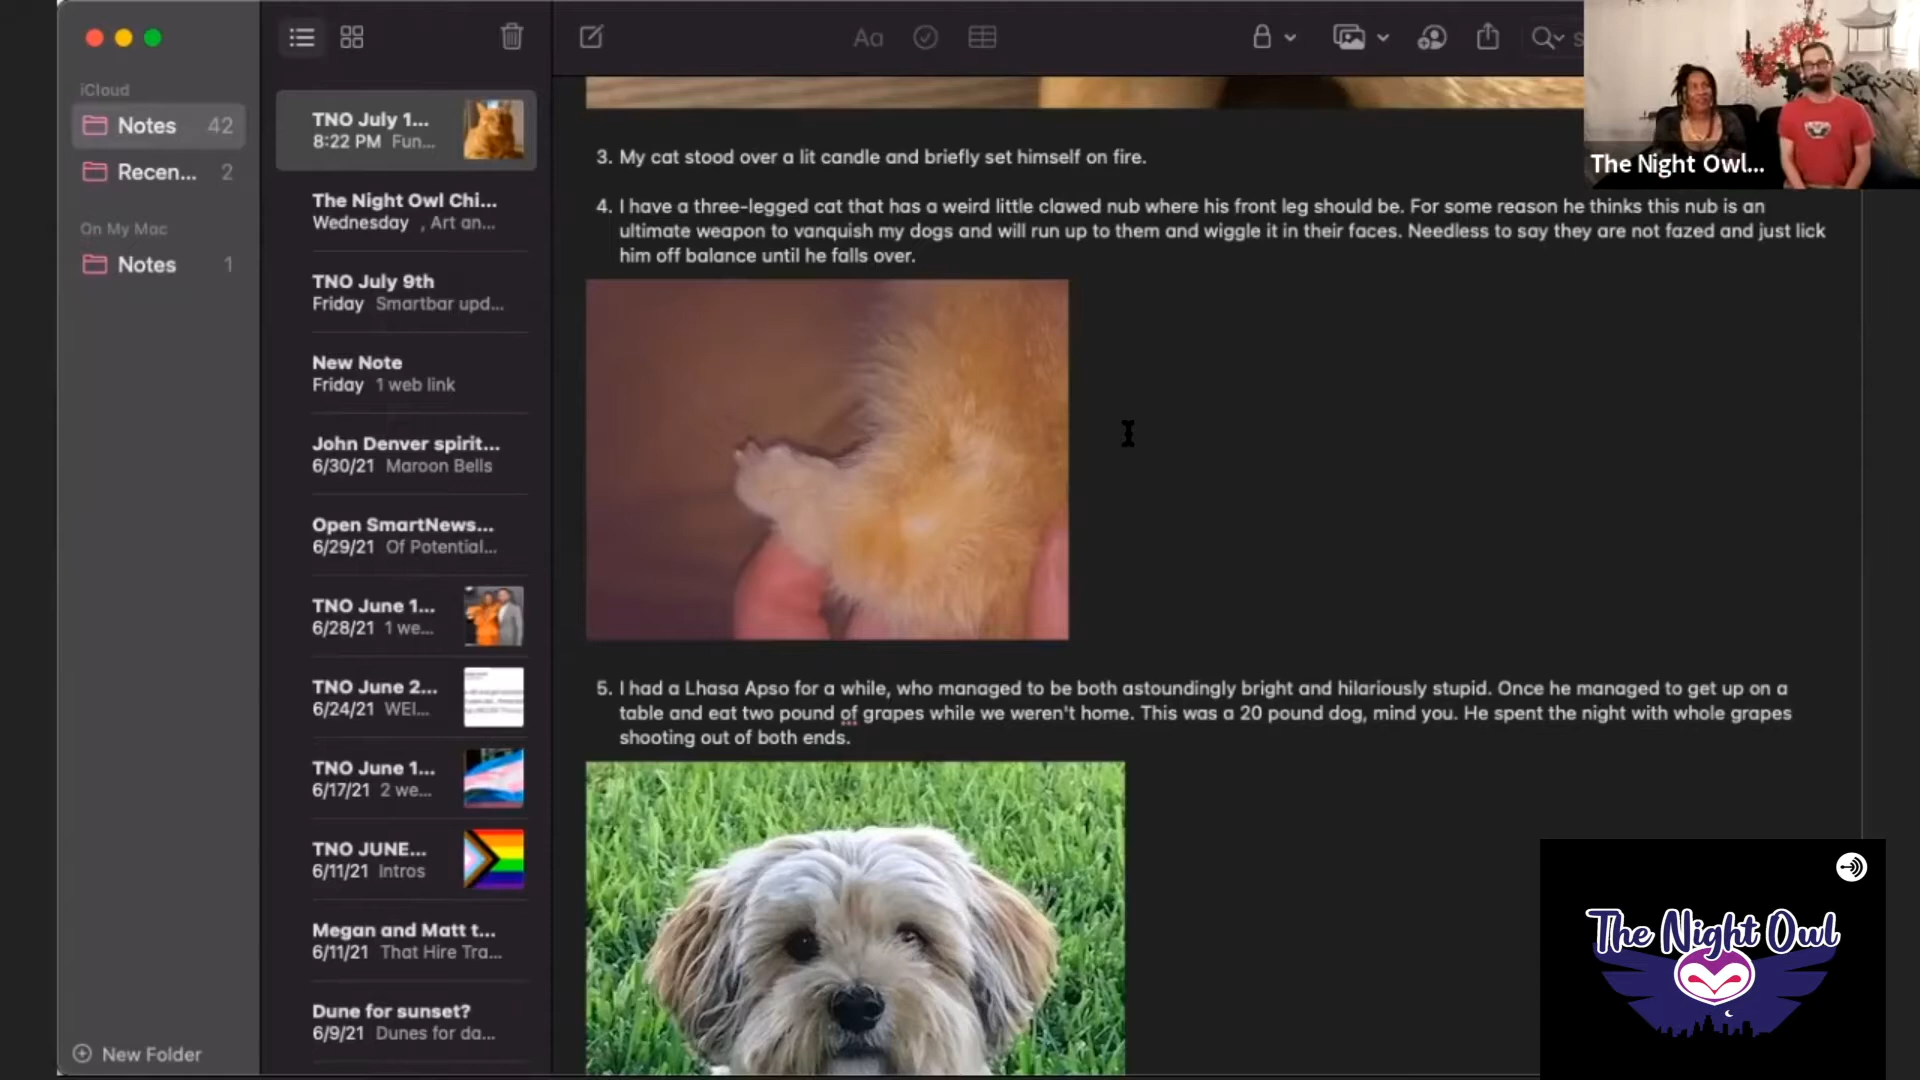 iCloud
Notes 42
Recen... 2
On My Mac
Notes 1
New Folder
TNO July 1...
8:22 PM Fun...
The Night Owl Chi...
Wednesday , Art an...
TNO July 9th
Friday Smartbar upd...
New Note
Friday 1 web link
John Denver spirit...
6/30/21 Maroon Bells
Open SmartNews...
6/29/21 Of Potential...
TNO June 1...
6/28/21 1 we...
TNO June 2...
6/24/21 WEI...
TNO June 1...
6/17/21 2 we...
TNO JUNE...
6/11/21 Intros
Megan and Matt t...
6/11/21 That Hire Tra...
Dune for sunset?
6/9/21 Dunes for da...
Aa
S
3. My cat stood over a lit candle and briefly set himself on fire.
4. I have a three-legged cat that has a weird little clawed nub where his front leg should be. For some reason he thinks this nub is an
ultimate weapon to vanquish my dogs and will run up to them and wiggle it in their faces. Needless to say they are not fazed and just lick
him off balance until he falls over.
5. I had a Lhasa Apso for a while, who managed to be both astoundingly bright and hilariously stupid. Once he managed to get up on a
table and eat two pound of grapes while we weren't home. This was a 20 pound dog, mind you. He spent the night with whole grapes
shooting out of both ends.
The Night Owl...
The Night Owl